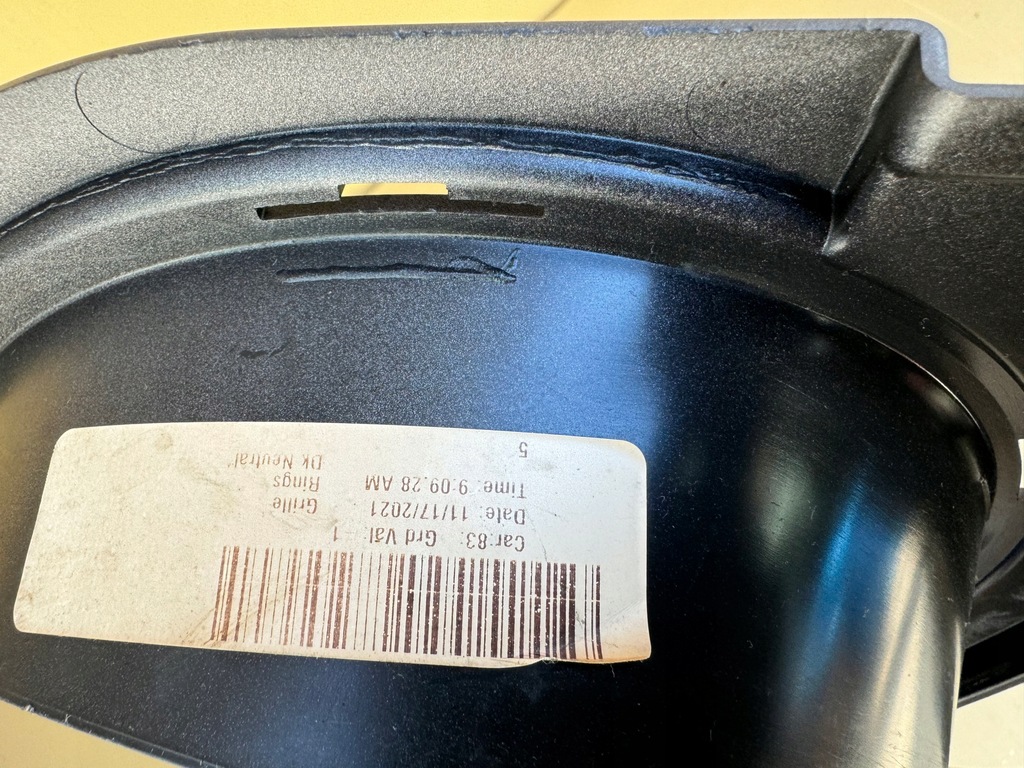 Car:83: Grd Val: -1
Date: 11/17/2021 Grille
Time: 9:09:28 AM Rings
Dk Neutral'
5